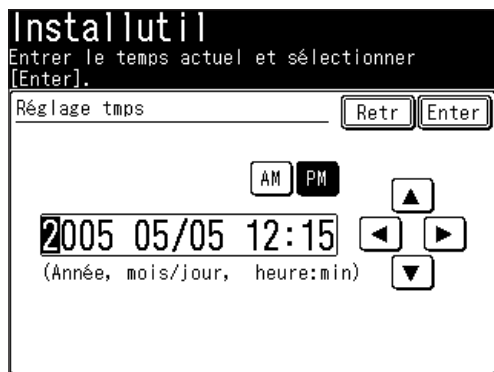 Installutil
Entrer le temps actuel et sélectionner
[Enter].
Réglage tmps Retr Enter
AM PM
2005 05/05 12:15
(Année, mois/jour, heure:min)